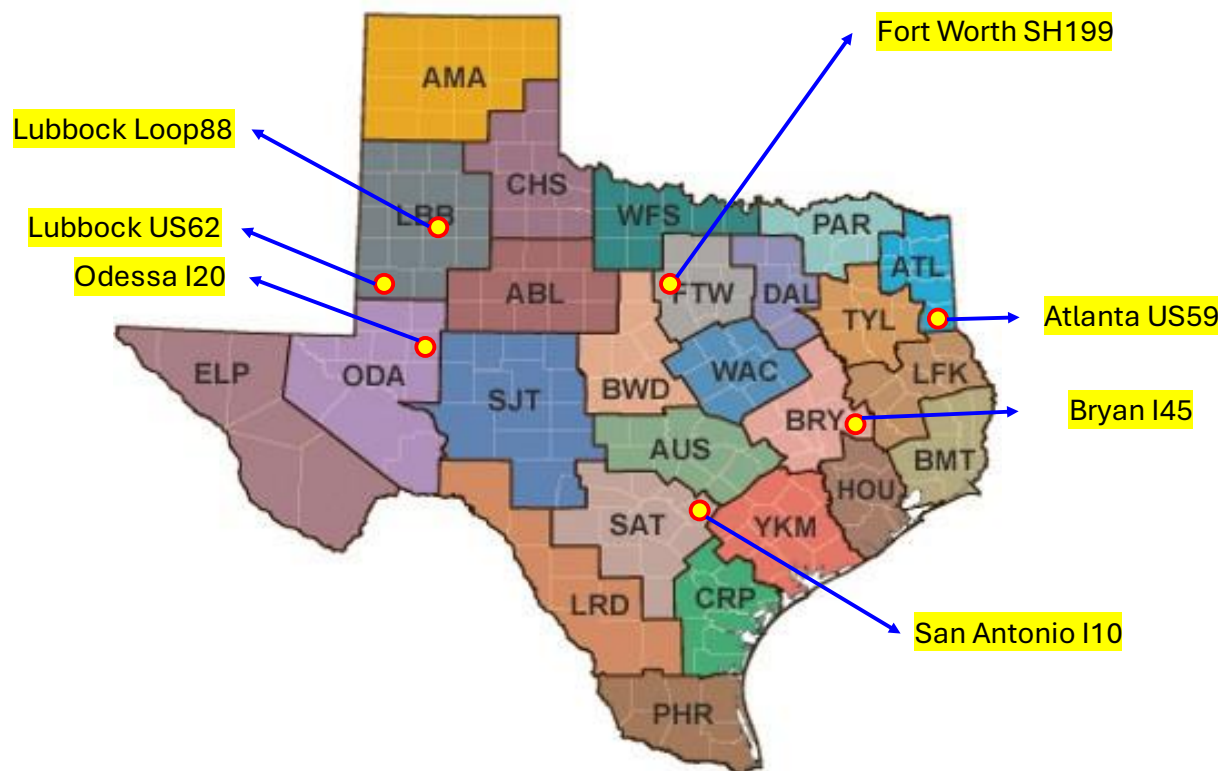 Fort Worth SH199
AMA
Lubbock Loop88
CHS
LBB
WFS
PAR
Lubbock US62
ATL
Odessa I20
ABL
FTW
DAL
TYL
Atlanta US59
ELP
ODA
WAC
LFK
SJT
BWD
BRY
Bryan I45
AUS
BMT
HOU
SAT
YKM
LRD
CRP
San Antonio I10
PHR